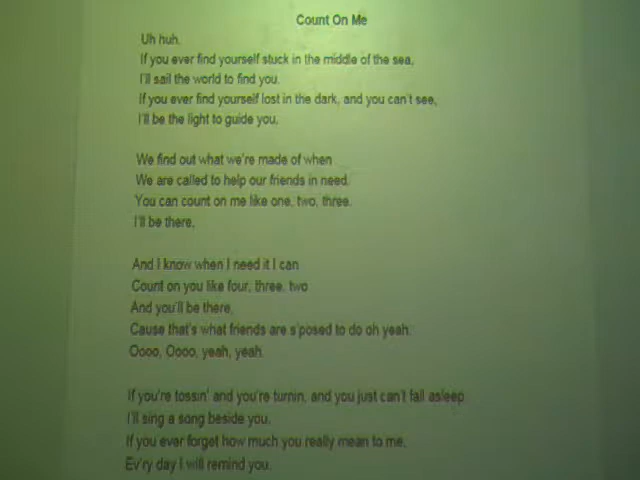 Count On Me
Uh huh.
If you ever find yourself stuck in the middle of the sea,
I'll sail the world to find you.
If you ever find yourself lost in the dark, and you can't see,
I'll be the light to guide you.
We find out what we're made of when
We are called to help our friends in need.
You can count on me like one, two, three.
I'll be there.
And I know when I need it I can
Count on you like four, three, two
And you'll be there,
Cause that's what friends are s'posed to do oh yeah.
Oooo, Oooo, yeah, yeah.
If you're tossin' and you're turnin, and you just can't fall asleep
I'll sing a song beside you.
If you ever forget how much you really mean to me,
Ev'ry day I will remind you.